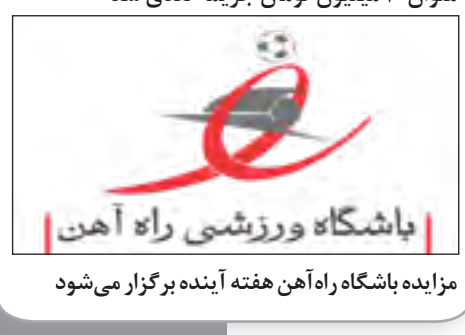 باشگاه ورزشی راه آهن
مزایده باشگاه راه‌آهن هفته آینده برگزار می‌شود